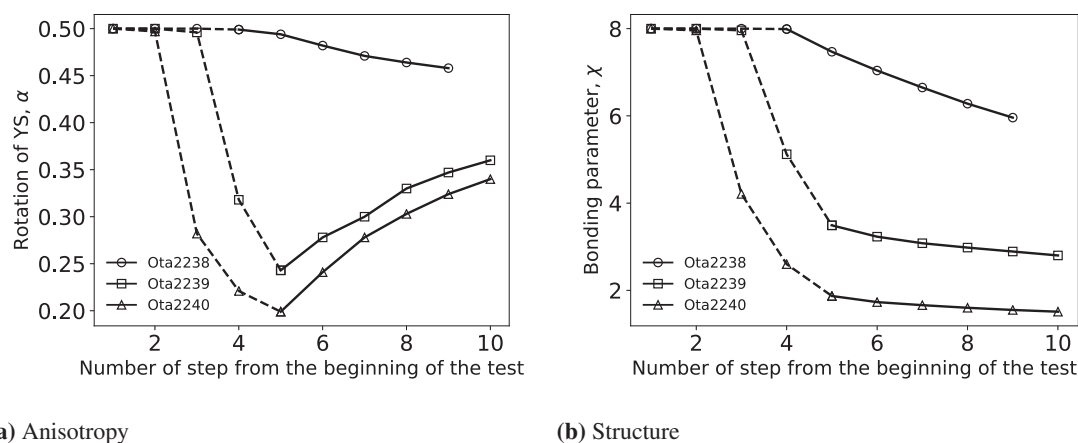 0.50
0.45
0.40
0.35
0.30
0.25
0.20
Rotation of YS, α
Ota2238
Ota2239
Ota2240
2 4 6 8 10
Number of step from the beginning of the test
8
6
4
2
Bonding parameter, χ
Ota2238
Ota2239
Ota2240
2 4 6 8 10
Number of step from the beginning of the test
a) Anisotropy
(b) Structure